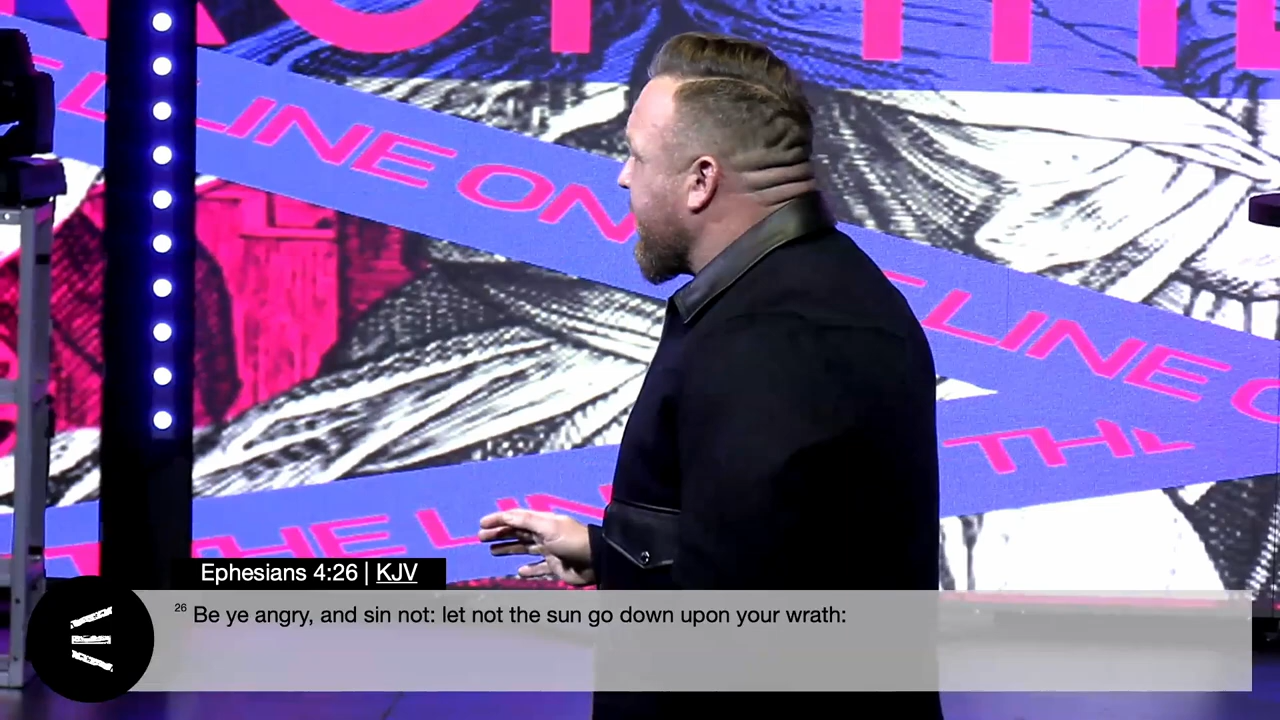 LINE ON
LINE
THE
THE LIN
Ephesians 4:26 | KJV
26 Be ye angry, and sin not: let not the sun go down upon your wrath: